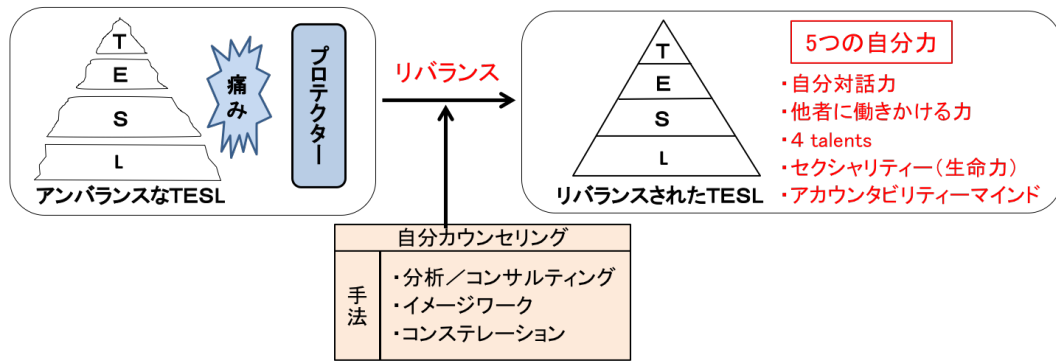 T
E
S
L
痛み
プロテクター
アンバランスなTESL
リバランス
T
E
S
L
リバランスされたTESL
5つの自分力
・自分対話力
・他者に働きかける力
・4 talents
・セクシャリティー(生命力)
・アカウンタビリティーマインド
自分カウンセリング
手法
・分析/コンサルティング
・イメージワーク
・コンステレーション